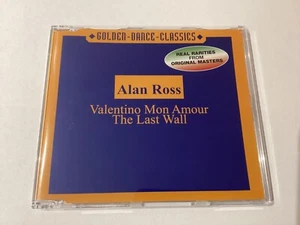 GOLDEN-DANCE-CLASSICS
REAL RARITIES
FROM
ORIGINAL MASTERS
Alan Ross
Valentino Mon Amour
The Last Wall